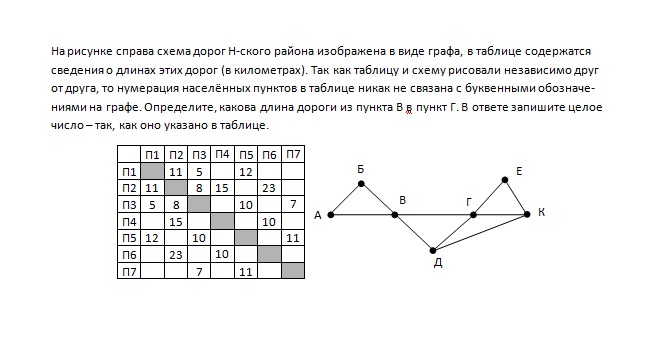 На рисунке справа схема дорог Н-ского района изображена в виде графа, в таблице содержатся
сведения о длинах этих дорог (в километрах). Так как таблицу и схему рисовали независимо друг
от друга, то нумерация населённых пунктов в таблице никак не связана с буквенными обозначе-
ниями на графе. Определите, какова длина дороги из пункта В в пункт Г. В ответе запишите целое
число – так, как оно указано в таблице.
П1 П2 П3 П4 П5 П6 П7
П1 11 5 12
П2 11 8 15 23
П3 5 8 10 7
П4 15 10
П5 12 10 11
П6 23 10
П7 7 11
Б
Е
В
Г
А
К
Д